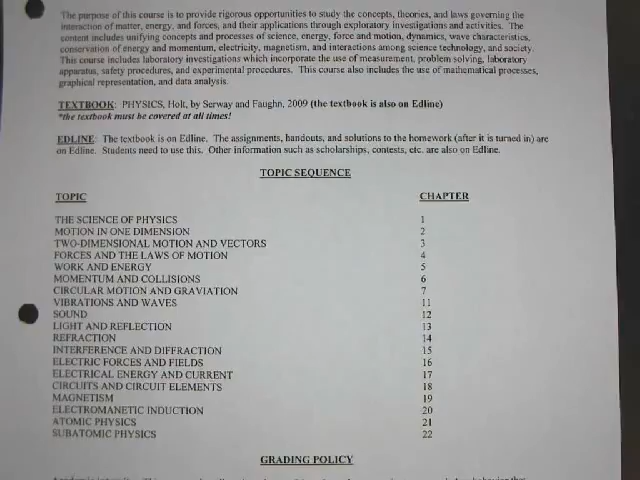 The purpose of this course is to provide rigorous opportunities to study the concepts, theories, and laws governing the
interaction of matter, energy, and forces, and their applications through exploratory investigations and activities. The
content includes unifying concepts and processes of science, energy, force and motion, dynamics, wave characteristics,
conservation of energy and momentum, electricity, magnetism, and interactions among science technology, and society.
This course includes laboratory investigations which incorporate the use of measurement, problem solving, laboratory
apparatus, safety procedures, and experimental procedures. This course also includes the use of mathematical processes,
graphical representation, and data analysis.
TEXTBOOK: PHYSICS, Holt, by Serway and Faughn, 2009 (the textbook is also on Edline)
*the textbook must be covered at all times!
EDLINE: The textbook is on Edline. The assignments, handouts, and solutions to the homework (after it is turned in) are
on Edline. Students need to use this. Other information such as scholarships, contests, etc. are also on Edline.
TOPIC SEQUENCE
TOPIC CHAPTER
THE SCIENCE OF PHYSICS 1
MOTION IN ONE DIMENSION 2
TWO-DIMENSIONAL MOTION AND VECTORS 3
FORCES AND THE LAWS OF MOTION 4
WORK AND ENERGY 5
MOMENTUM AND COLLISIONS 6
CIRCULAR MOTION AND GRAVIATION 7
VIBRATIONS AND WAVES 11
SOUND 12
LIGHT AND REFLECTION 13
REFRACTION 14
INTERFERENCE AND DIFFRACTION 15
ELECTRIC FORCES AND FIELDS 16
ELECTRICAL ENERGY AND CURRENT 17
CIRCUITS AND CIRCUIT ELEMENTS 18
MAGNETISM 19
ELECTROMANETIC INDUCTION 20
ATOMIC PHYSICS 21
SUBATOMIC PHYSICS 22
GRADING POLICY